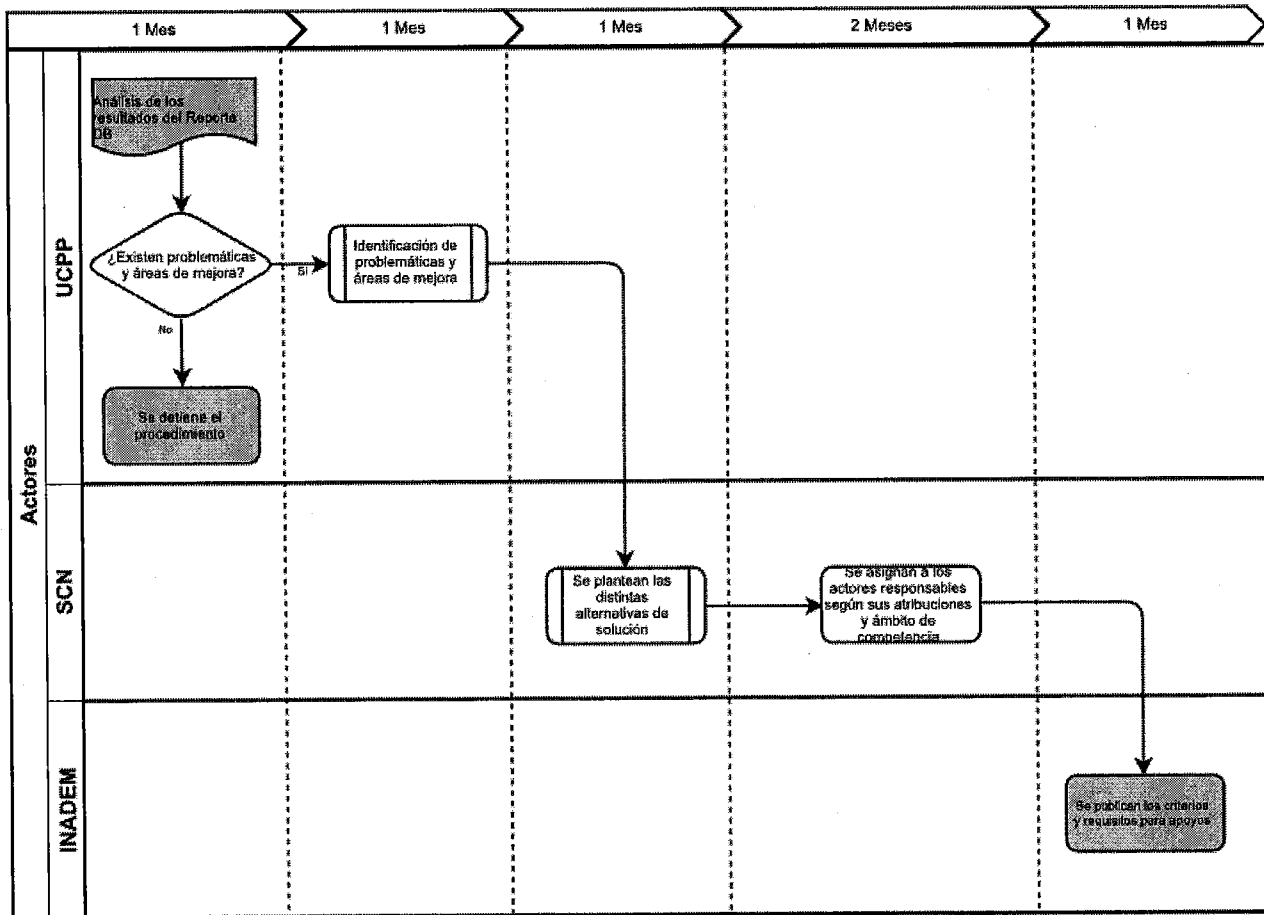 1 Mes
1 Mes
1 Mes
2 Meses
1 Mes
Actores
UCPP
Análisis de los
resultados del Reporte
DB
¿Existen problemáticas
y áreas de mejora?
Si
No
Identificación de
problemáticas y
áreas de mejora
Se detiene el
procedimiento
SCN
Se plantean las
distintas
alternativas de
solución
Se asignan a los
actores responsables
según sus atribuciones
y ámbito de
competencia
INADEM
Se publican los criterios
y requisitos para apoyos